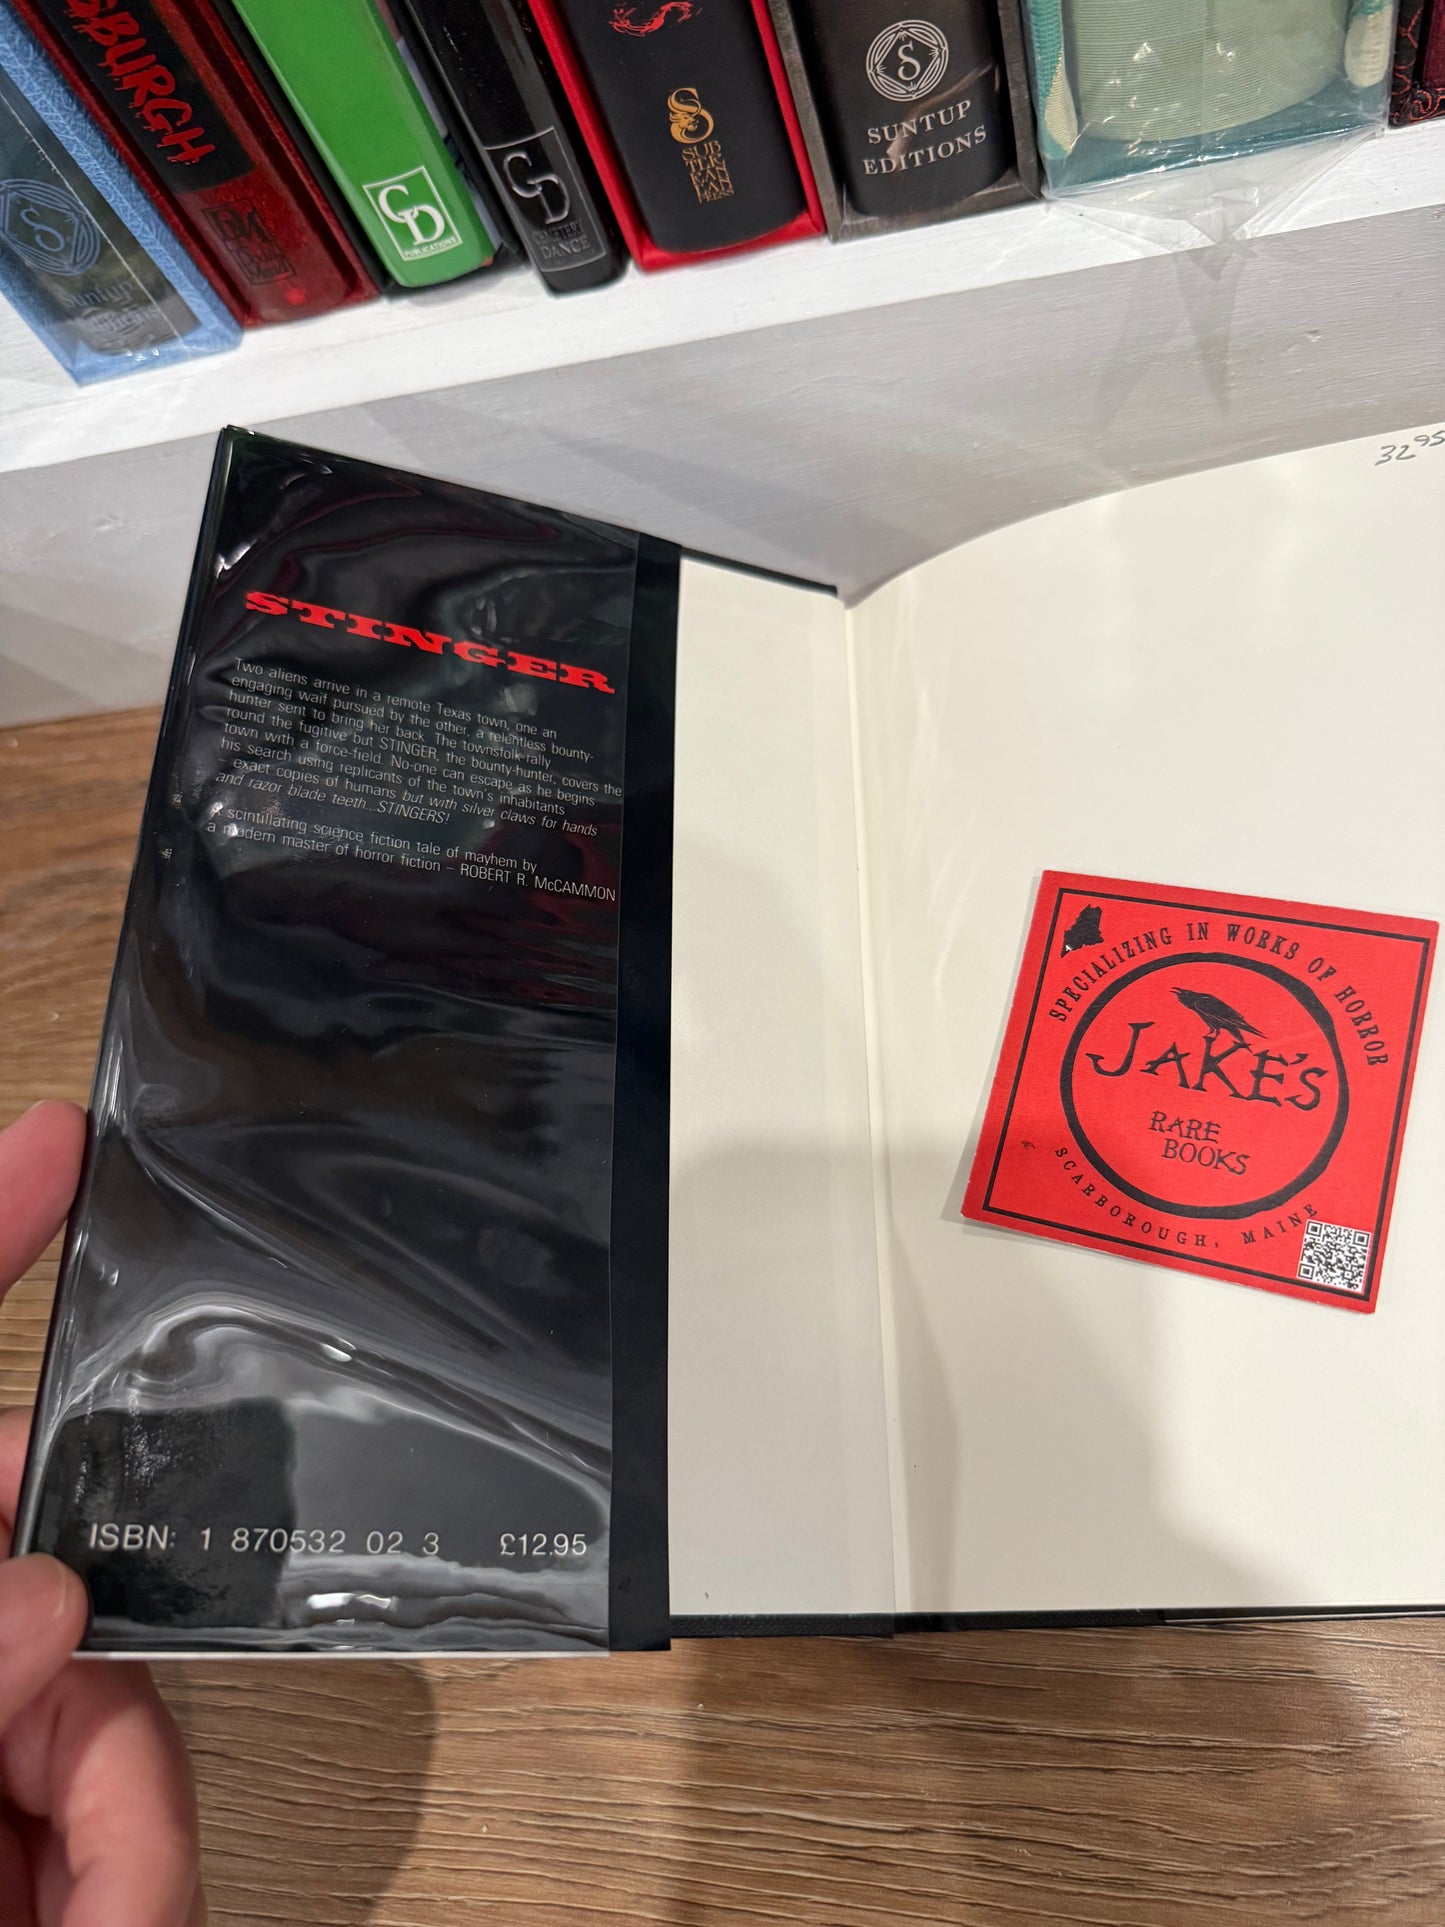 SBURGH
S
Suntup
Editions
CD
PUBLICATIONS
CD
CEMETERY
DANCE
SUB
TER
RAN
EAN
PRESS
S
SUNTUP
EDITIONS
32 95
STINGER
Two aliens arrive in a remote Texas town, one an
engaging waif pursued by the other, a relentless bounty-
hunter sent to bring her back. The townsfolk rally
round the fugitive but STINGER, the bounty-hunter, covers the
town with a force-field. No-one can escape as he begins
his search using replicants of the town's inhabitants
– exact copies of humans but with silver claws for hands
and razor blade teeth...STINGERS!
A scintillating science fiction tale of mayhem by
a modern master of horror fiction – ROBERT R. McCAMMON
ISBN: 1 870532 02 3 £12.95
SPECIALIZING IN WORKS OF HORROR
JAKE'S
RARE
BOOKS
SCARBOROUGH, MAINE